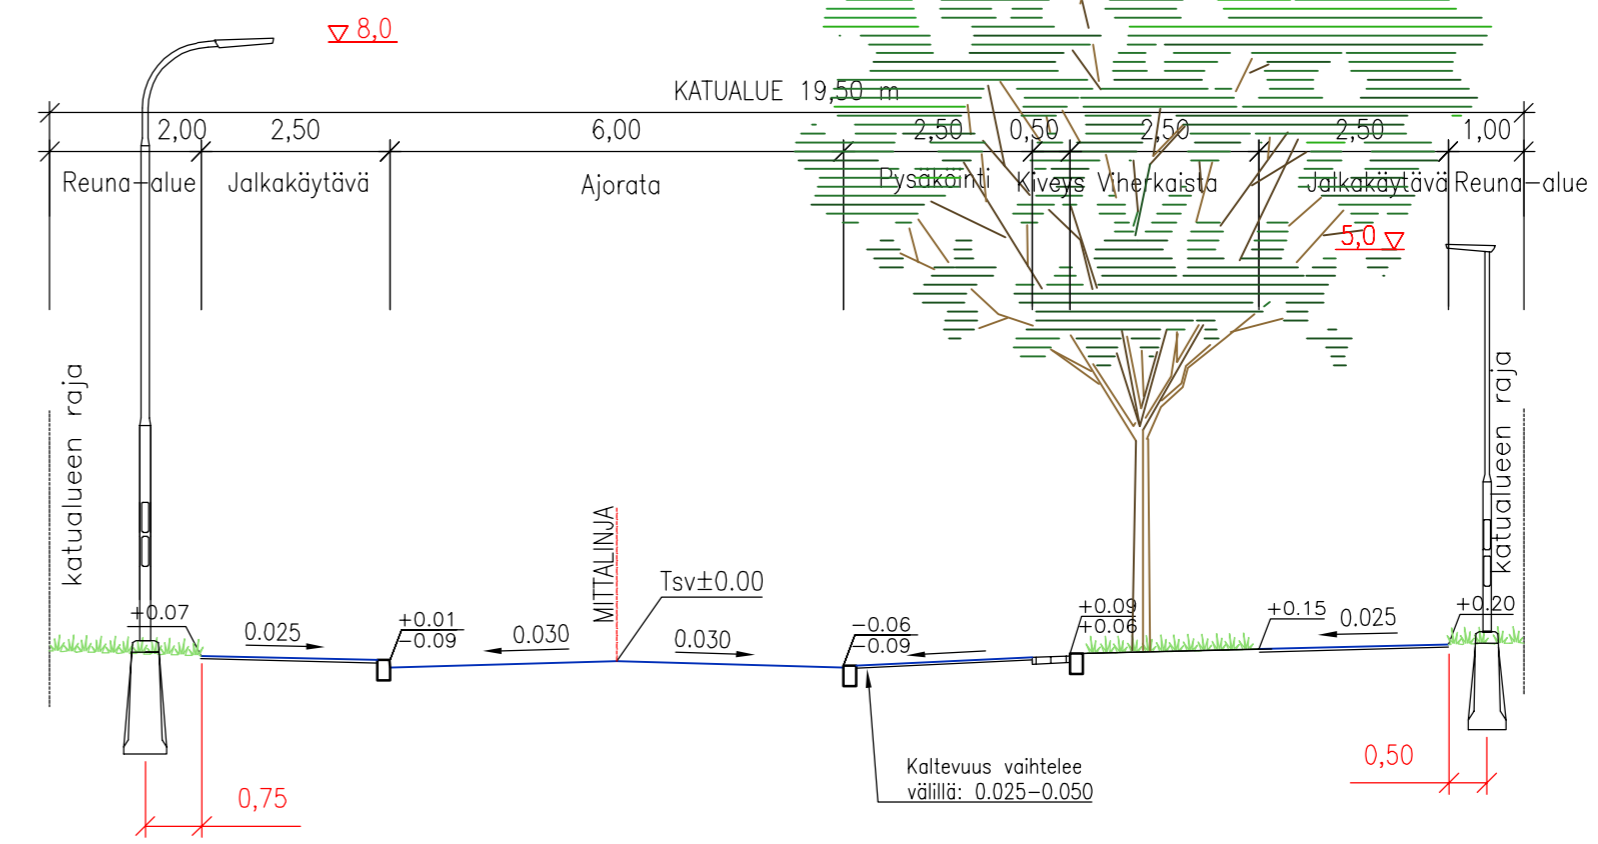 8,0
KATUALUE 19,50 m
2,00 2,50 6,00 2,50 0,50 2,50 2,50 1,00
Reuna-alue Jalkakäytävä Ajorata Pysäköinti Kiveys Viherkaista Jalkakäytävä Reuna-alue
5,0
katualueen raja
katualueen raja
MITTALINJA
Tsv±0.00
+0.07
0.025
+0.01
-0.09
0.030
0.030
-0.06
-0.09
+0.09
+0.06
+0.15
0.025
+0.20
Kaltevuus vaihtelee
välillä: 0.025-0.050
0,75
0,50